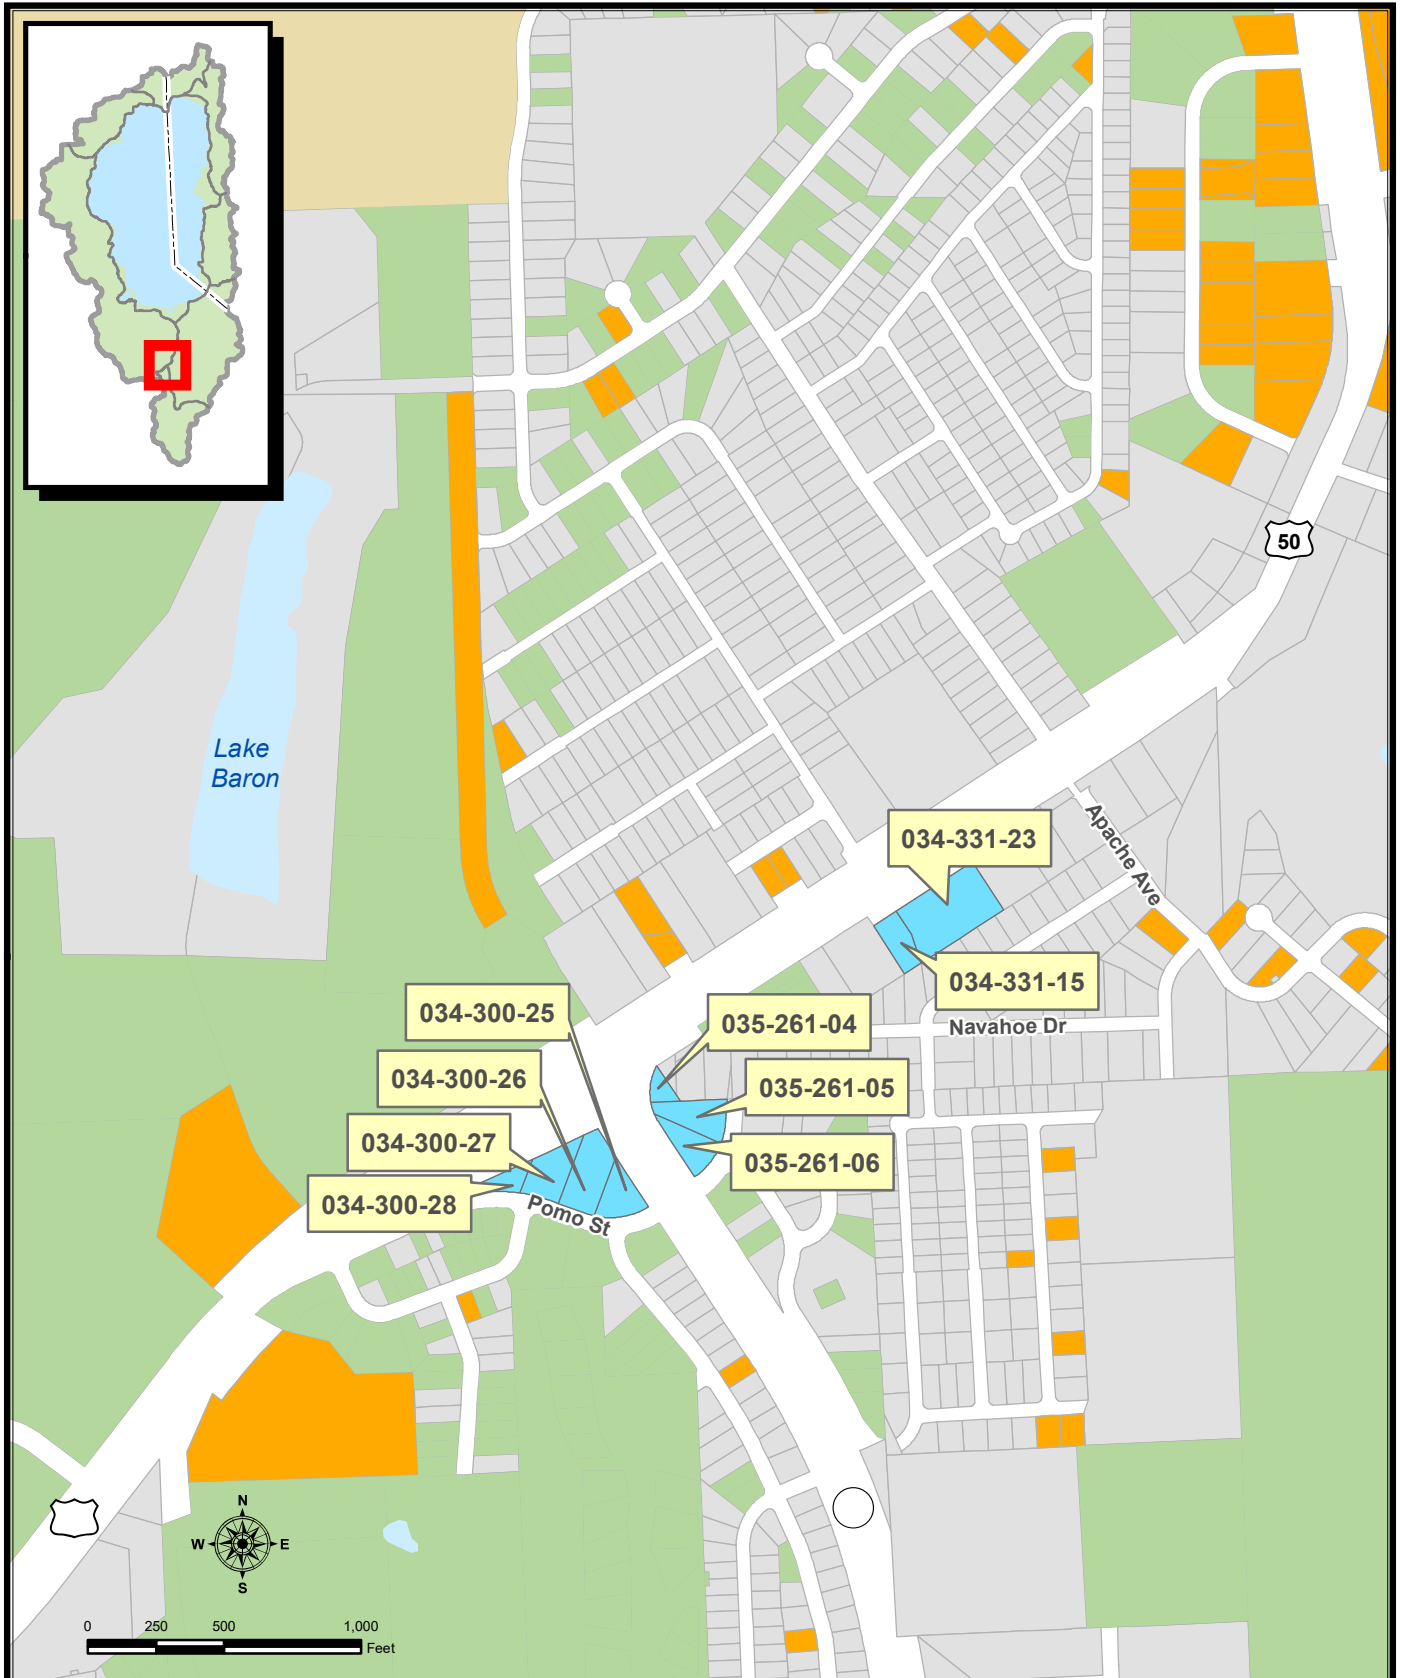 50
Lake
Baron
034-331-23
Apache Ave
034-331-15
034-300-25
035-261-04
Navahoe Dr
034-300-26
035-261-05
034-300-27
035-261-06
034-300-28
Pomo St
N
W E
S
0 250 500 1,000
Feet